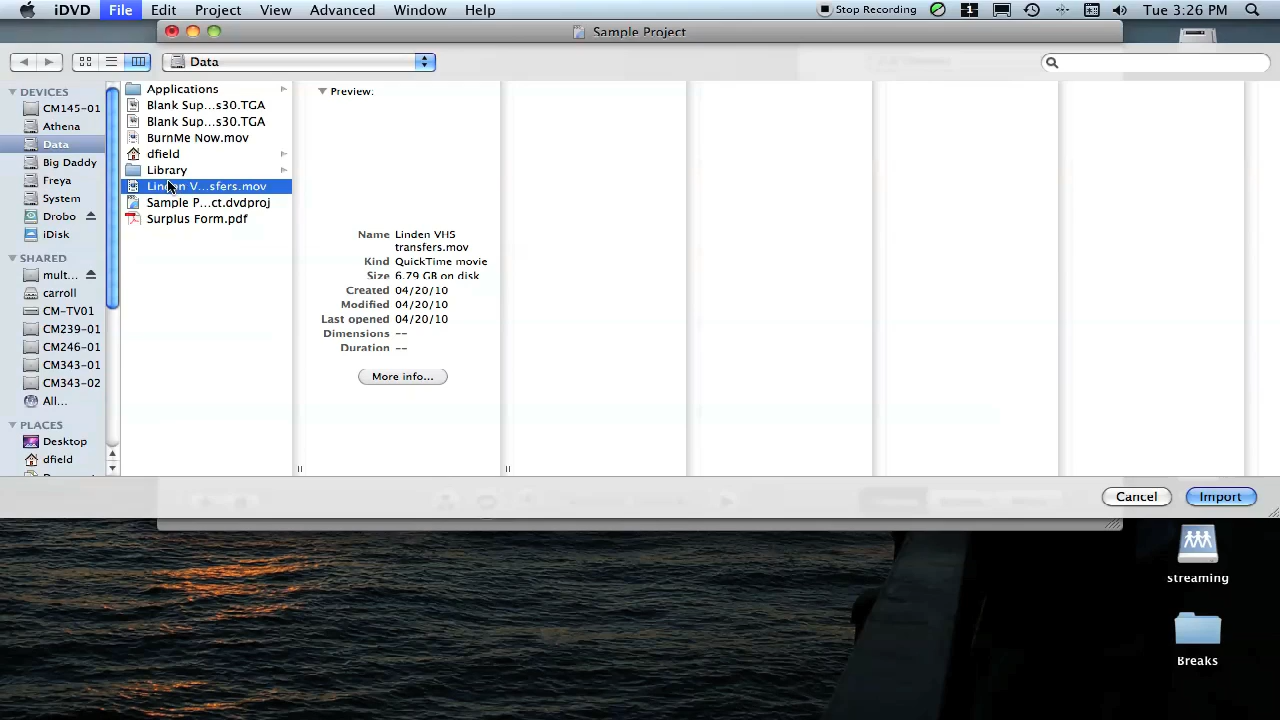 iDVD File Edit Project View Advanced Window Help Stop Recording 1 Tue 3:26 PM
Sample Project
Data
DEVICES
CM145-01
Athena
Data
Big Daddy
Freya
System
Drobo
iDisk
SHARED
mult...
carroll
CM-TV01
CM239-01
CM246-01
CM343-01
CM343-02
All...
PLACES
Desktop
dfield
Applications
Blank Sup...s30.TGA
Blank Sup...s30.TGA
BurnMe Now.mov
dfield
Library
Linden V...sfers.mov
Sample P...ct.dvdproj
Surplus Form.pdf
Preview:
Name Linden VHS
transfers.mov
Kind QuickTime movie
Size 6.79 GB on disk
Created 04/20/10
Modified 04/20/10
Last opened 04/20/10
Dimensions --
Duration --
More info...
Cancel Import
streaming
Breaks